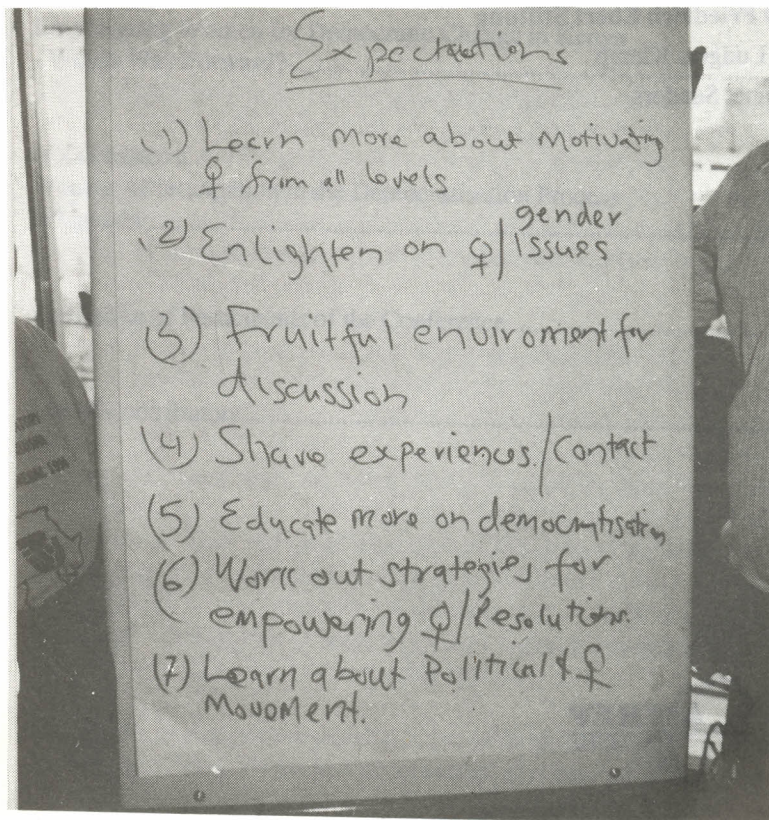 Expectations
(1) Learn More about Motivating
♀ from all levels
(2) Enlighten on ♀/gender Issues
(3) Fruitful enviroment for
discussion
(4) Share experiences./Contact
(5) Educate more on democratisation
(6) Work out strategies for
empowering ♀/Resolutions.
(7) Learn about Political & ♀
Movement.